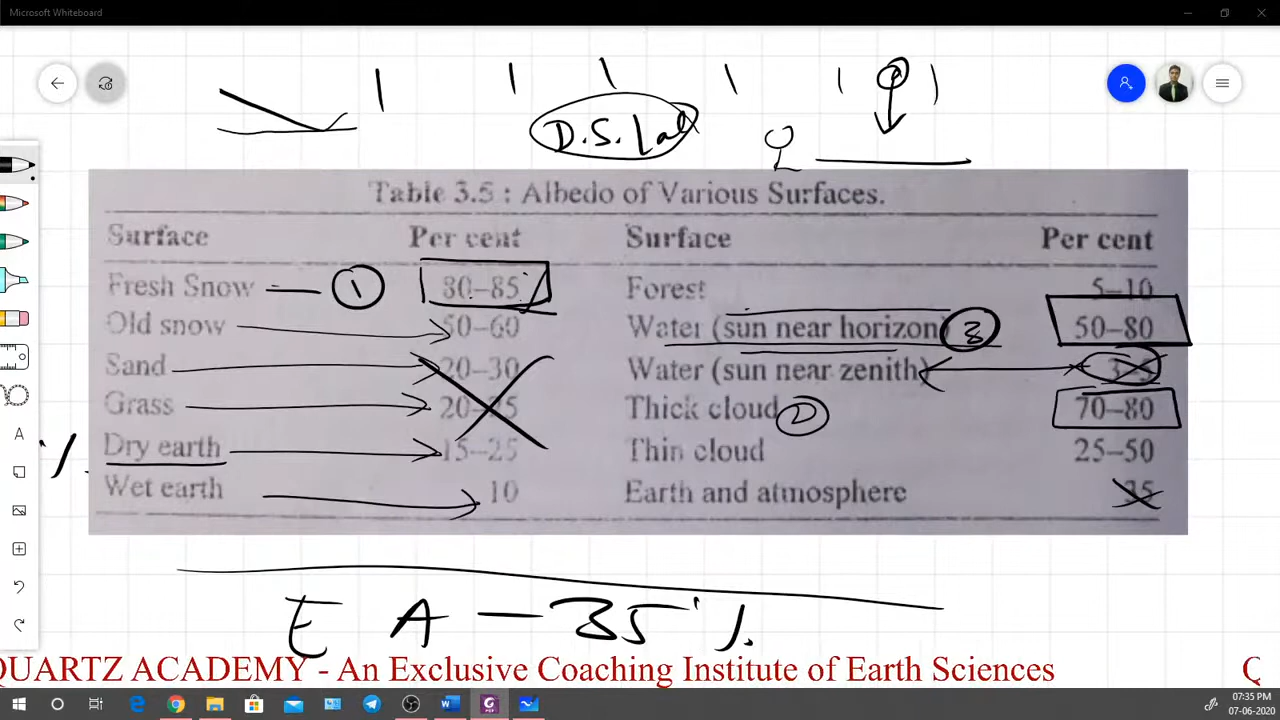 Microsoft Whiteboard
D.S. Lal
Table 3.5 : Albedo of Various Surfaces.
Surface Per cent Surface Per cent
Fresh Snow 1 80–85 Forest 5–10
Old snow 50–60 Water (sun near horizon) 3 50–80
Sand 20–30 Water (sun near zenith) 3–5
Grass 20–25 Thick cloud 2 70–80
Dry earth 15–25 Thin cloud 25–50
Wet earth 10 Earth and atmosphere 35
%.
E A – 35 %.
QUARTZ ACADEMY - An Exclusive Coaching Institute of Earth Sciences Q
07:35 PM
07-06-2020